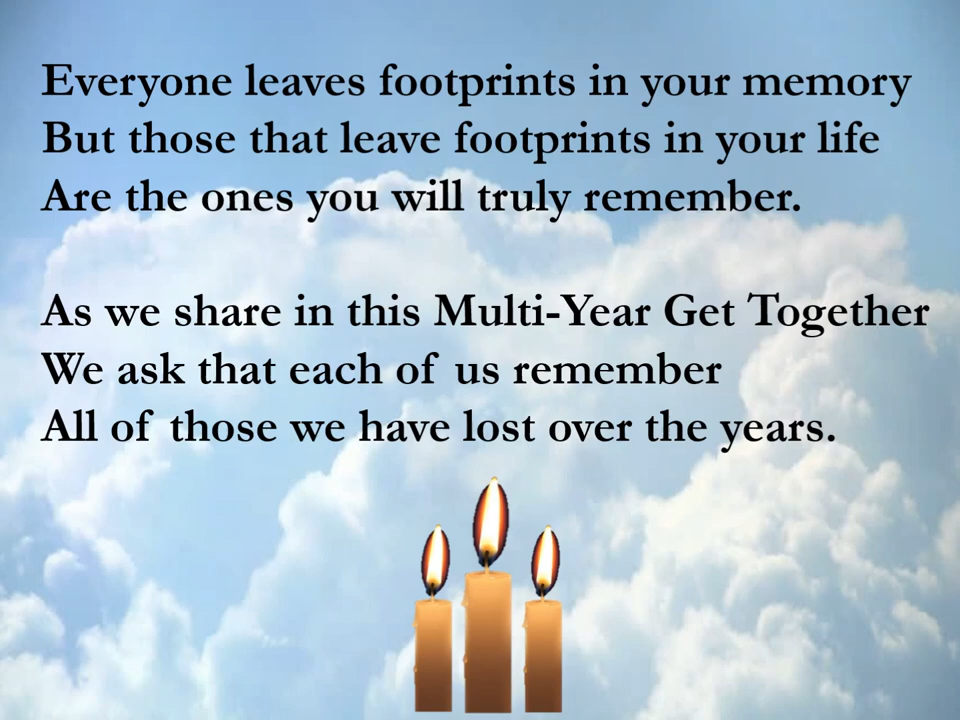 Everyone leaves footprints in your memory
But those that leave footprints in your life
Are the ones you will truly remember.
As we share in this Multi-Year Get Together
We ask that each of us remember
All of those we have lost over the years.